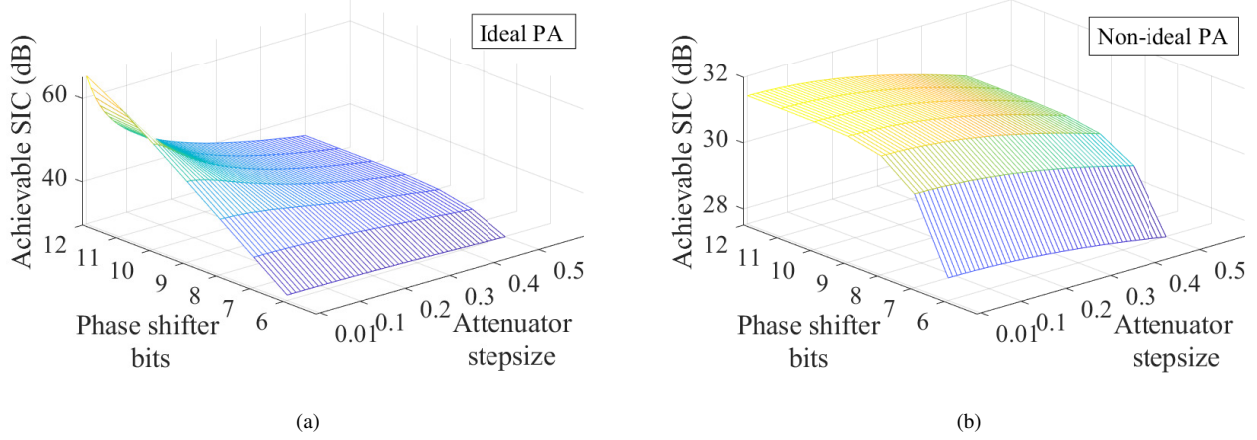 Ideal PA
Achievable SIC (dB)
60
40
12
11
10
9
8
7
6
Phase shifter
bits
0.01
0.1
0.2
0.3
0.4
0.5
Attenuator
stepsize
(a)
Non-ideal PA
Achievable SIC (dB)
32
30
28
12
11
10
9
8
7
6
Phase shifter
bits
0.01
0.1
0.2
0.3
0.4
0.5
Attenuator
stepsize
(b)